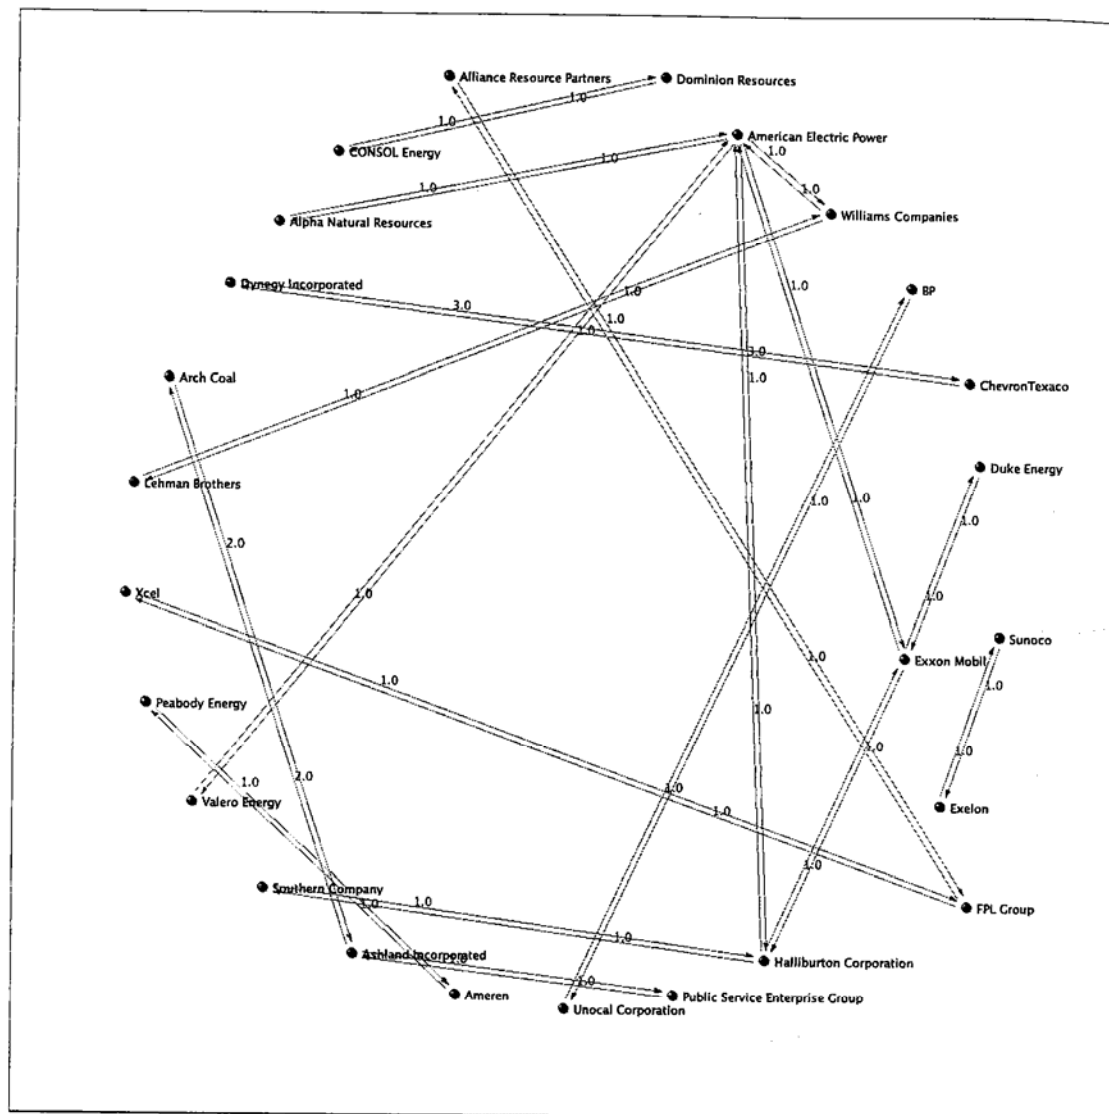 Alliance Resource Partners
Dominion Resources
1.0
1.0
CONSOL Energy
American Electric Power
1.0
1.0
1.0
1.0
Alpha Natural Resources
Williams Companies
Dynegy Incorporated
1.0
1.0
BP
3.0
1.0
1.0
3.0
Arch Coal
1.0
ChevronTexaco
1.0
Duke Energy
Lehman Brothers
1.0
1.0
1.0
2.0
Xcel
1.0
1.0
Sunoco
1.0
Exxon Mobil
1.0
1.0
Peabody Energy
1.0
1.0
1.0
2.0
1.0
1.0
Valero Energy
Exelon
1.0
1.0
Southern Company
1.0
1.0
FPL Group
1.0
Ashland Incorporated
Halliburton Corporation
1.0
Ameren
Public Service Enterprise Group
Unocal Corporation